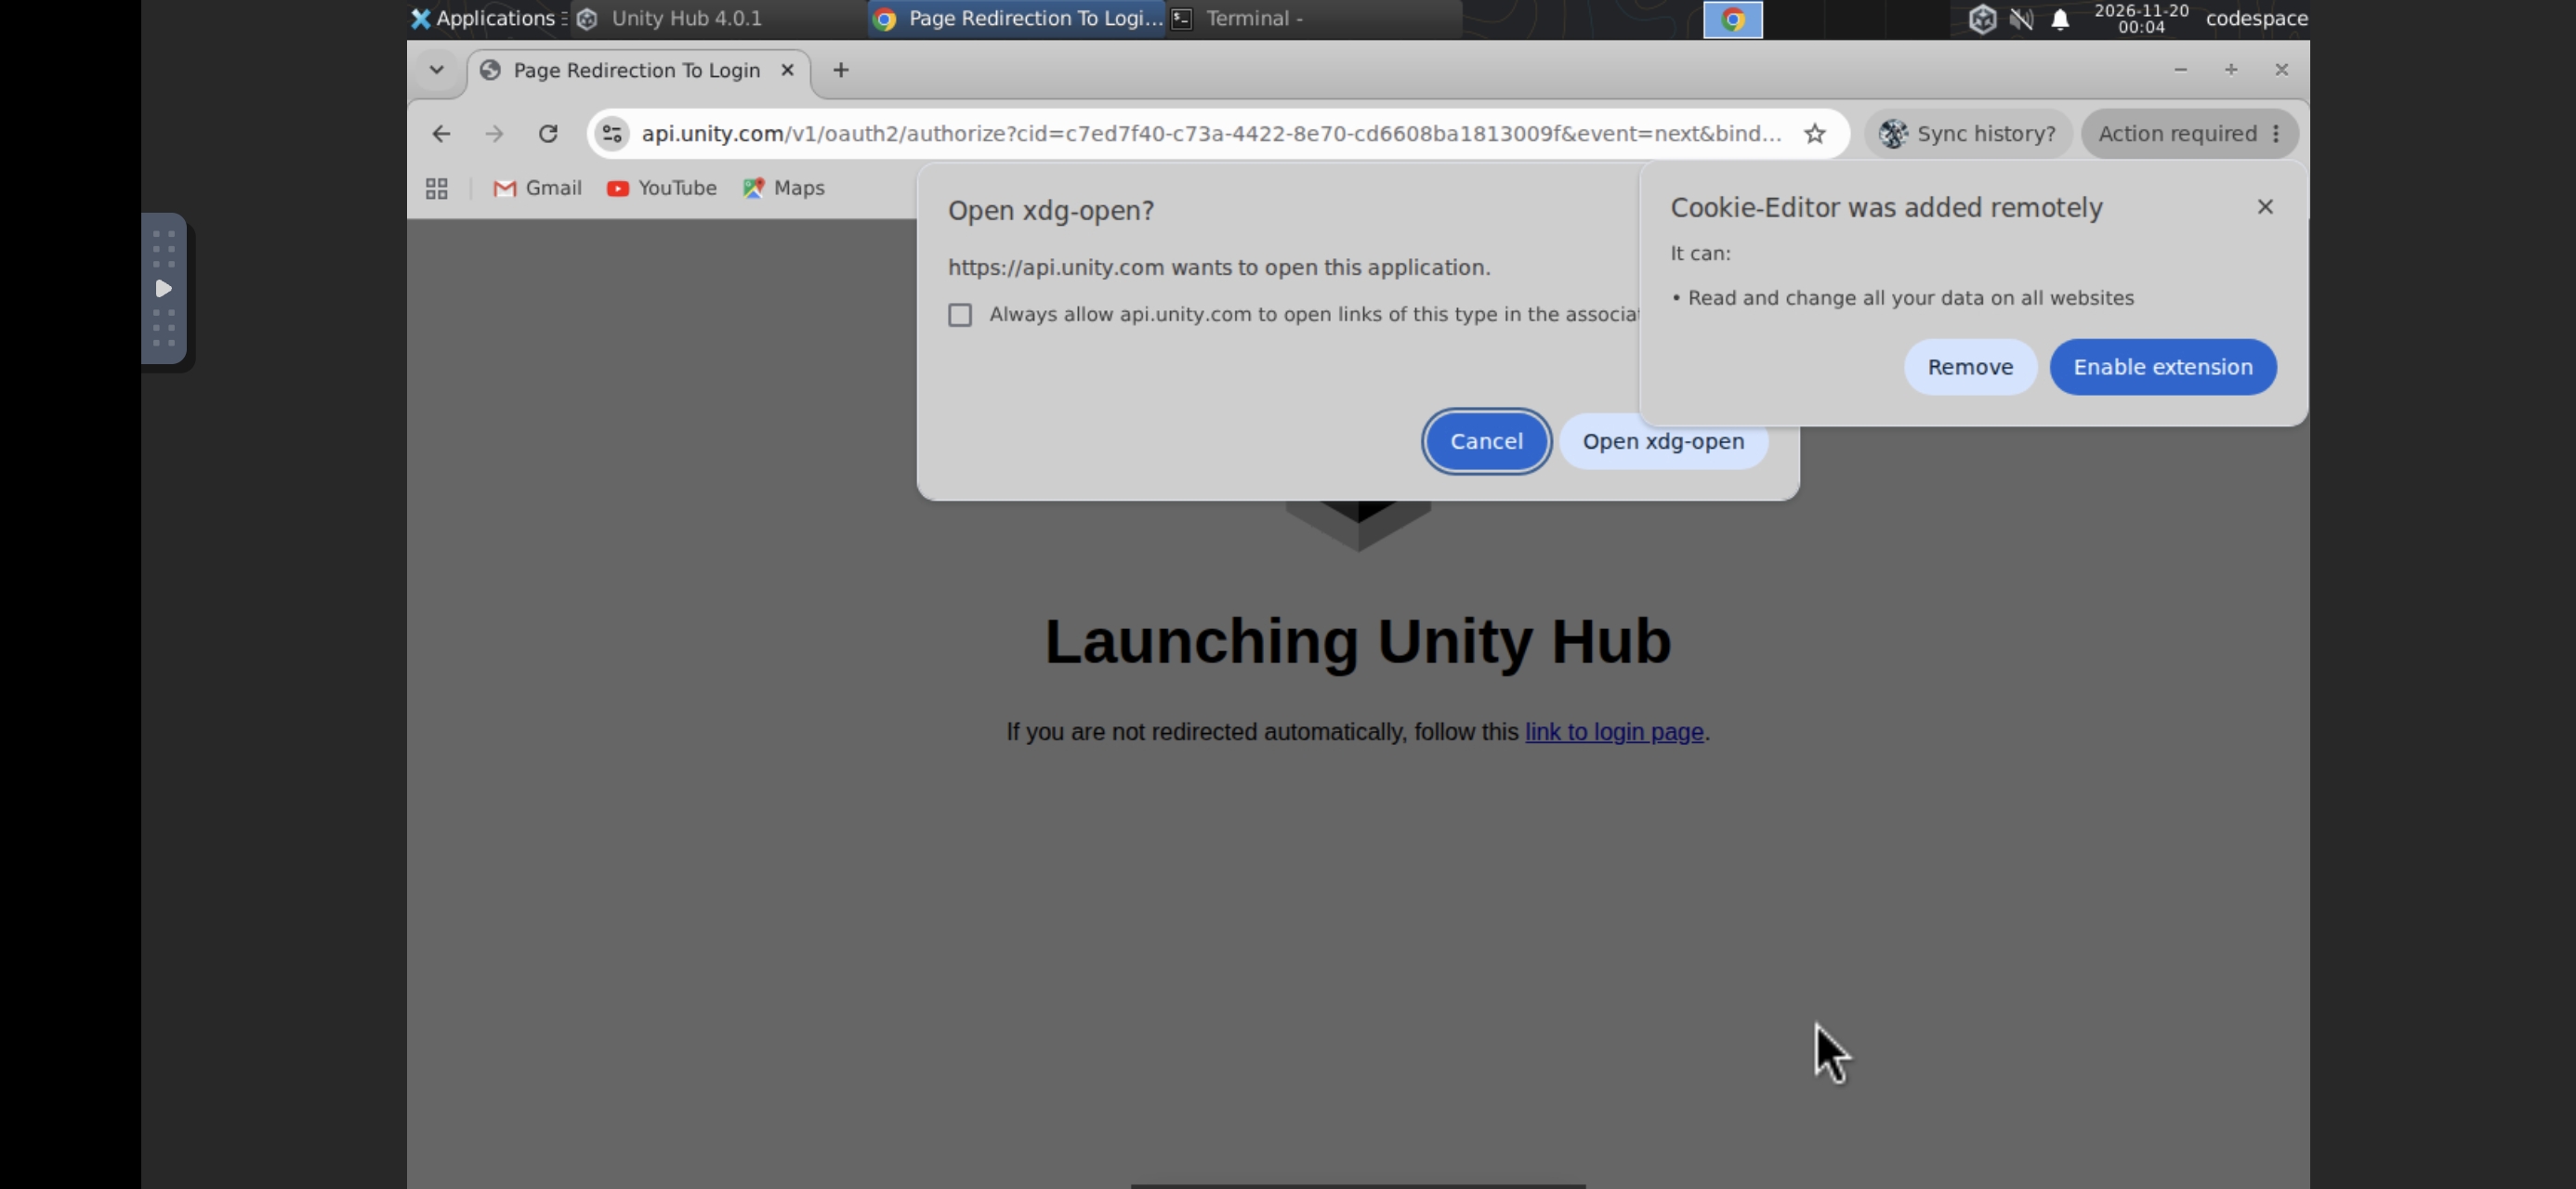 Applications
Unity Hub 4.0.1
Page Redirection To Logi...
Terminal -
2026-11-20
00:04
codespace
Page Redirection To Login
api.unity.com/v1/oauth2/authorize?cid=c7ed7f40-c73a-4422-8e70-cd6608ba1813009f&event=next&bind...
Sync history?
Action required
Gmail
YouTube
Maps
Open xdg-open?
https://api.unity.com wants to open this application.
Always allow api.unity.com to open links of this type in the associat
Cancel
Open xdg-open
Cookie-Editor was added remotely
It can:
• Read and change all your data on all websites
Remove
Enable extension
Launching Unity Hub
If you are not redirected automatically, follow this link to login page.